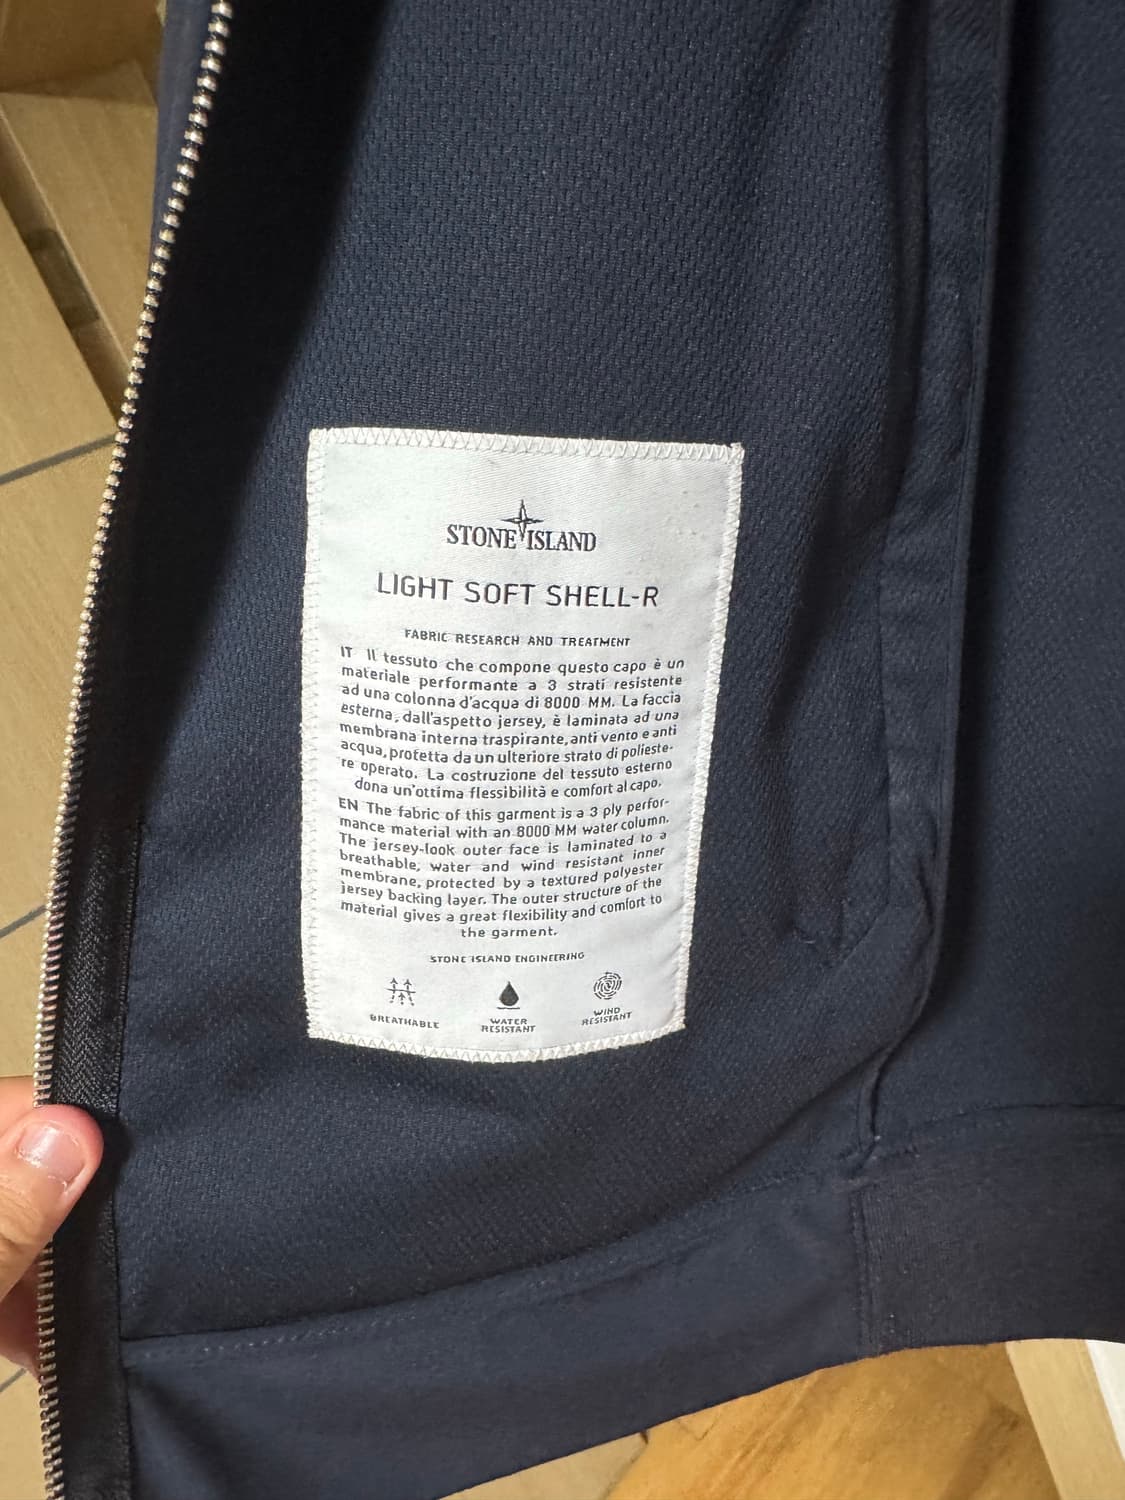 STONE ISLAND
LIGHT SOFT SHELL-R
FABRIC RESEARCH AND TREATMENT
IT Il tessuto che compone questo capo è un
materiale performante a 3 strati resistente
ad una colonna d'acqua di 8000 MM. La faccia
esterna, dall'aspetto jersey, è laminata ad una
membrana interna traspirante, anti vento e anti
acqua, protetta da un ulteriore strato di polieste-
re operato. La costruzione del tessuto esterno
dona un'ottima flessibilità e comfort al capo.
EN The fabric of this garment is a 3 ply perfor-
mance material with an 8000 MM water column.
The jersey-look outer face is laminated to a
breathable, water and wind resistant inner
membrane, protected by a textured polyester
jersey backing layer. The outer structure of the
material gives a great flexibility and comfort to
the garment.
STONE ISLAND ENGINEERING
BREATHABLE
WATER
RESISTANT
WIND
RESISTANT